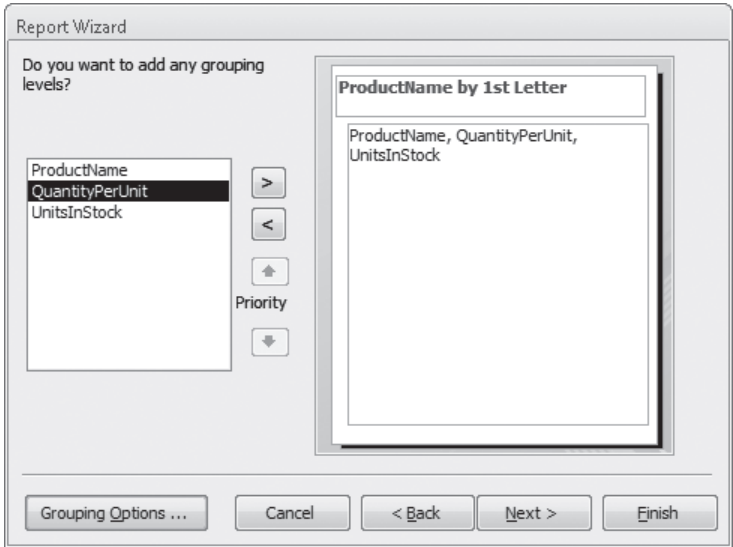 Report Wizard
Do you want to add any grouping
levels?
ProductName
QuantityPerUnit
UnitsInStock
>
<
Priority
ProductName by 1st Letter
ProductName, QuantityPerUnit,
UnitsInStock
Grouping Options ...
Cancel
< Back
Next >
Finish